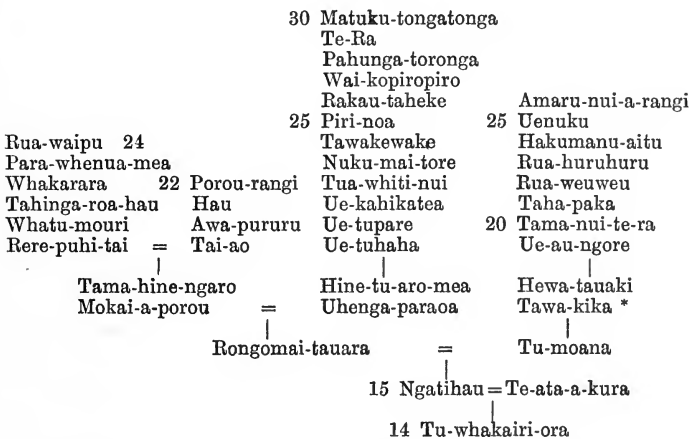 30 Matuku-tongatonga
Te-Ra
Pahunga-toronga
Wai-kopiropiro
Rakau-taheke Amaru-nui-a-rangi
25 Piri-noa 25 Uenuku
Rua-waipu 24 Tawakewake Hakumanu-aitu
Para-whenua-mea Nuku-mai-tore Rua-huruhuru
Whakarara 22 Porou-rangi Tua-whiti-nui Rua-weuweu
Tahinga-roa-hau Hau Ue-kahikatea Taha-paka
Whatu-mouri Awa-pururu Ue-tupare 20 Tama-nui-te-ra
Rere-puhi-tai = Tai-ao Ue-tuhaha Ue-au-ngore
Tama-hine-ngaro Hine-tu-aro-mea Hewa-tauaki
Mokai-a-porou = Uhenga-paraoa Tawa-kika *
Rongomai-tauara = Tu-moana
15 Ngatihau = Te-ata-a-kura
14 Tu-whakairi-ora